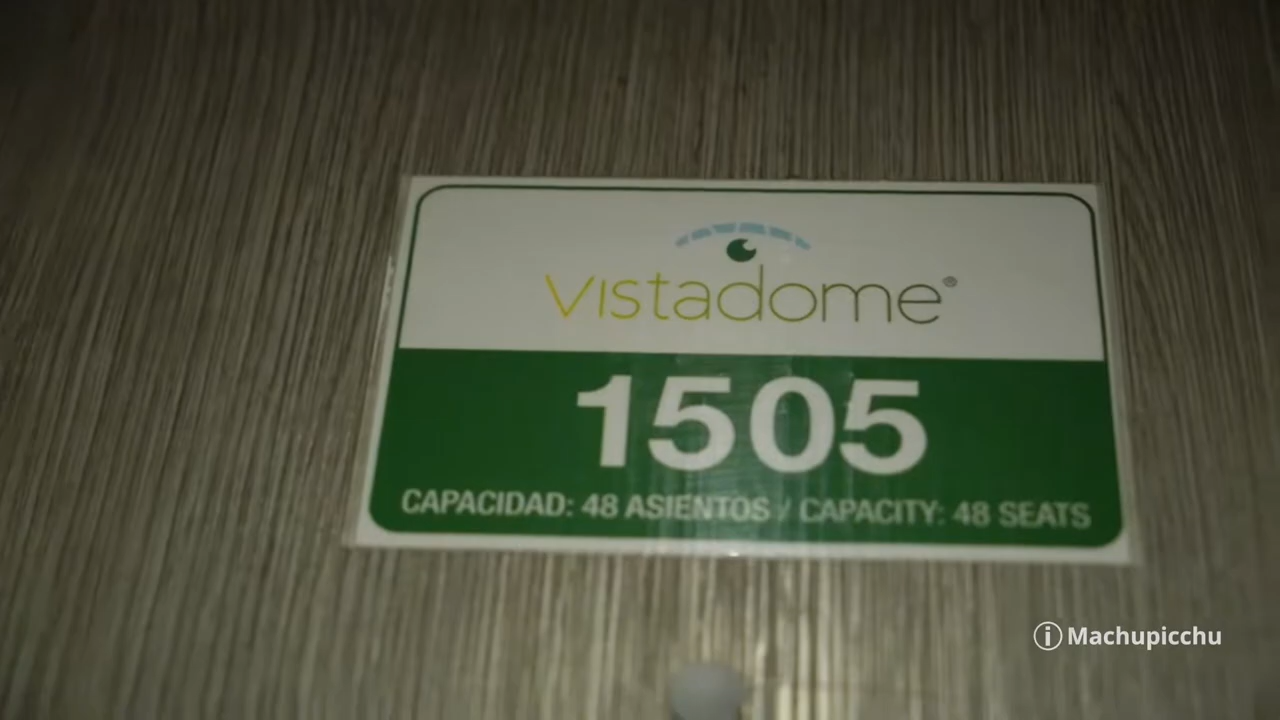 vistadome®
1505
CAPACIDAD: 48 ASIENTOS / CAPACITY: 48 SEATS
i Machupicchu